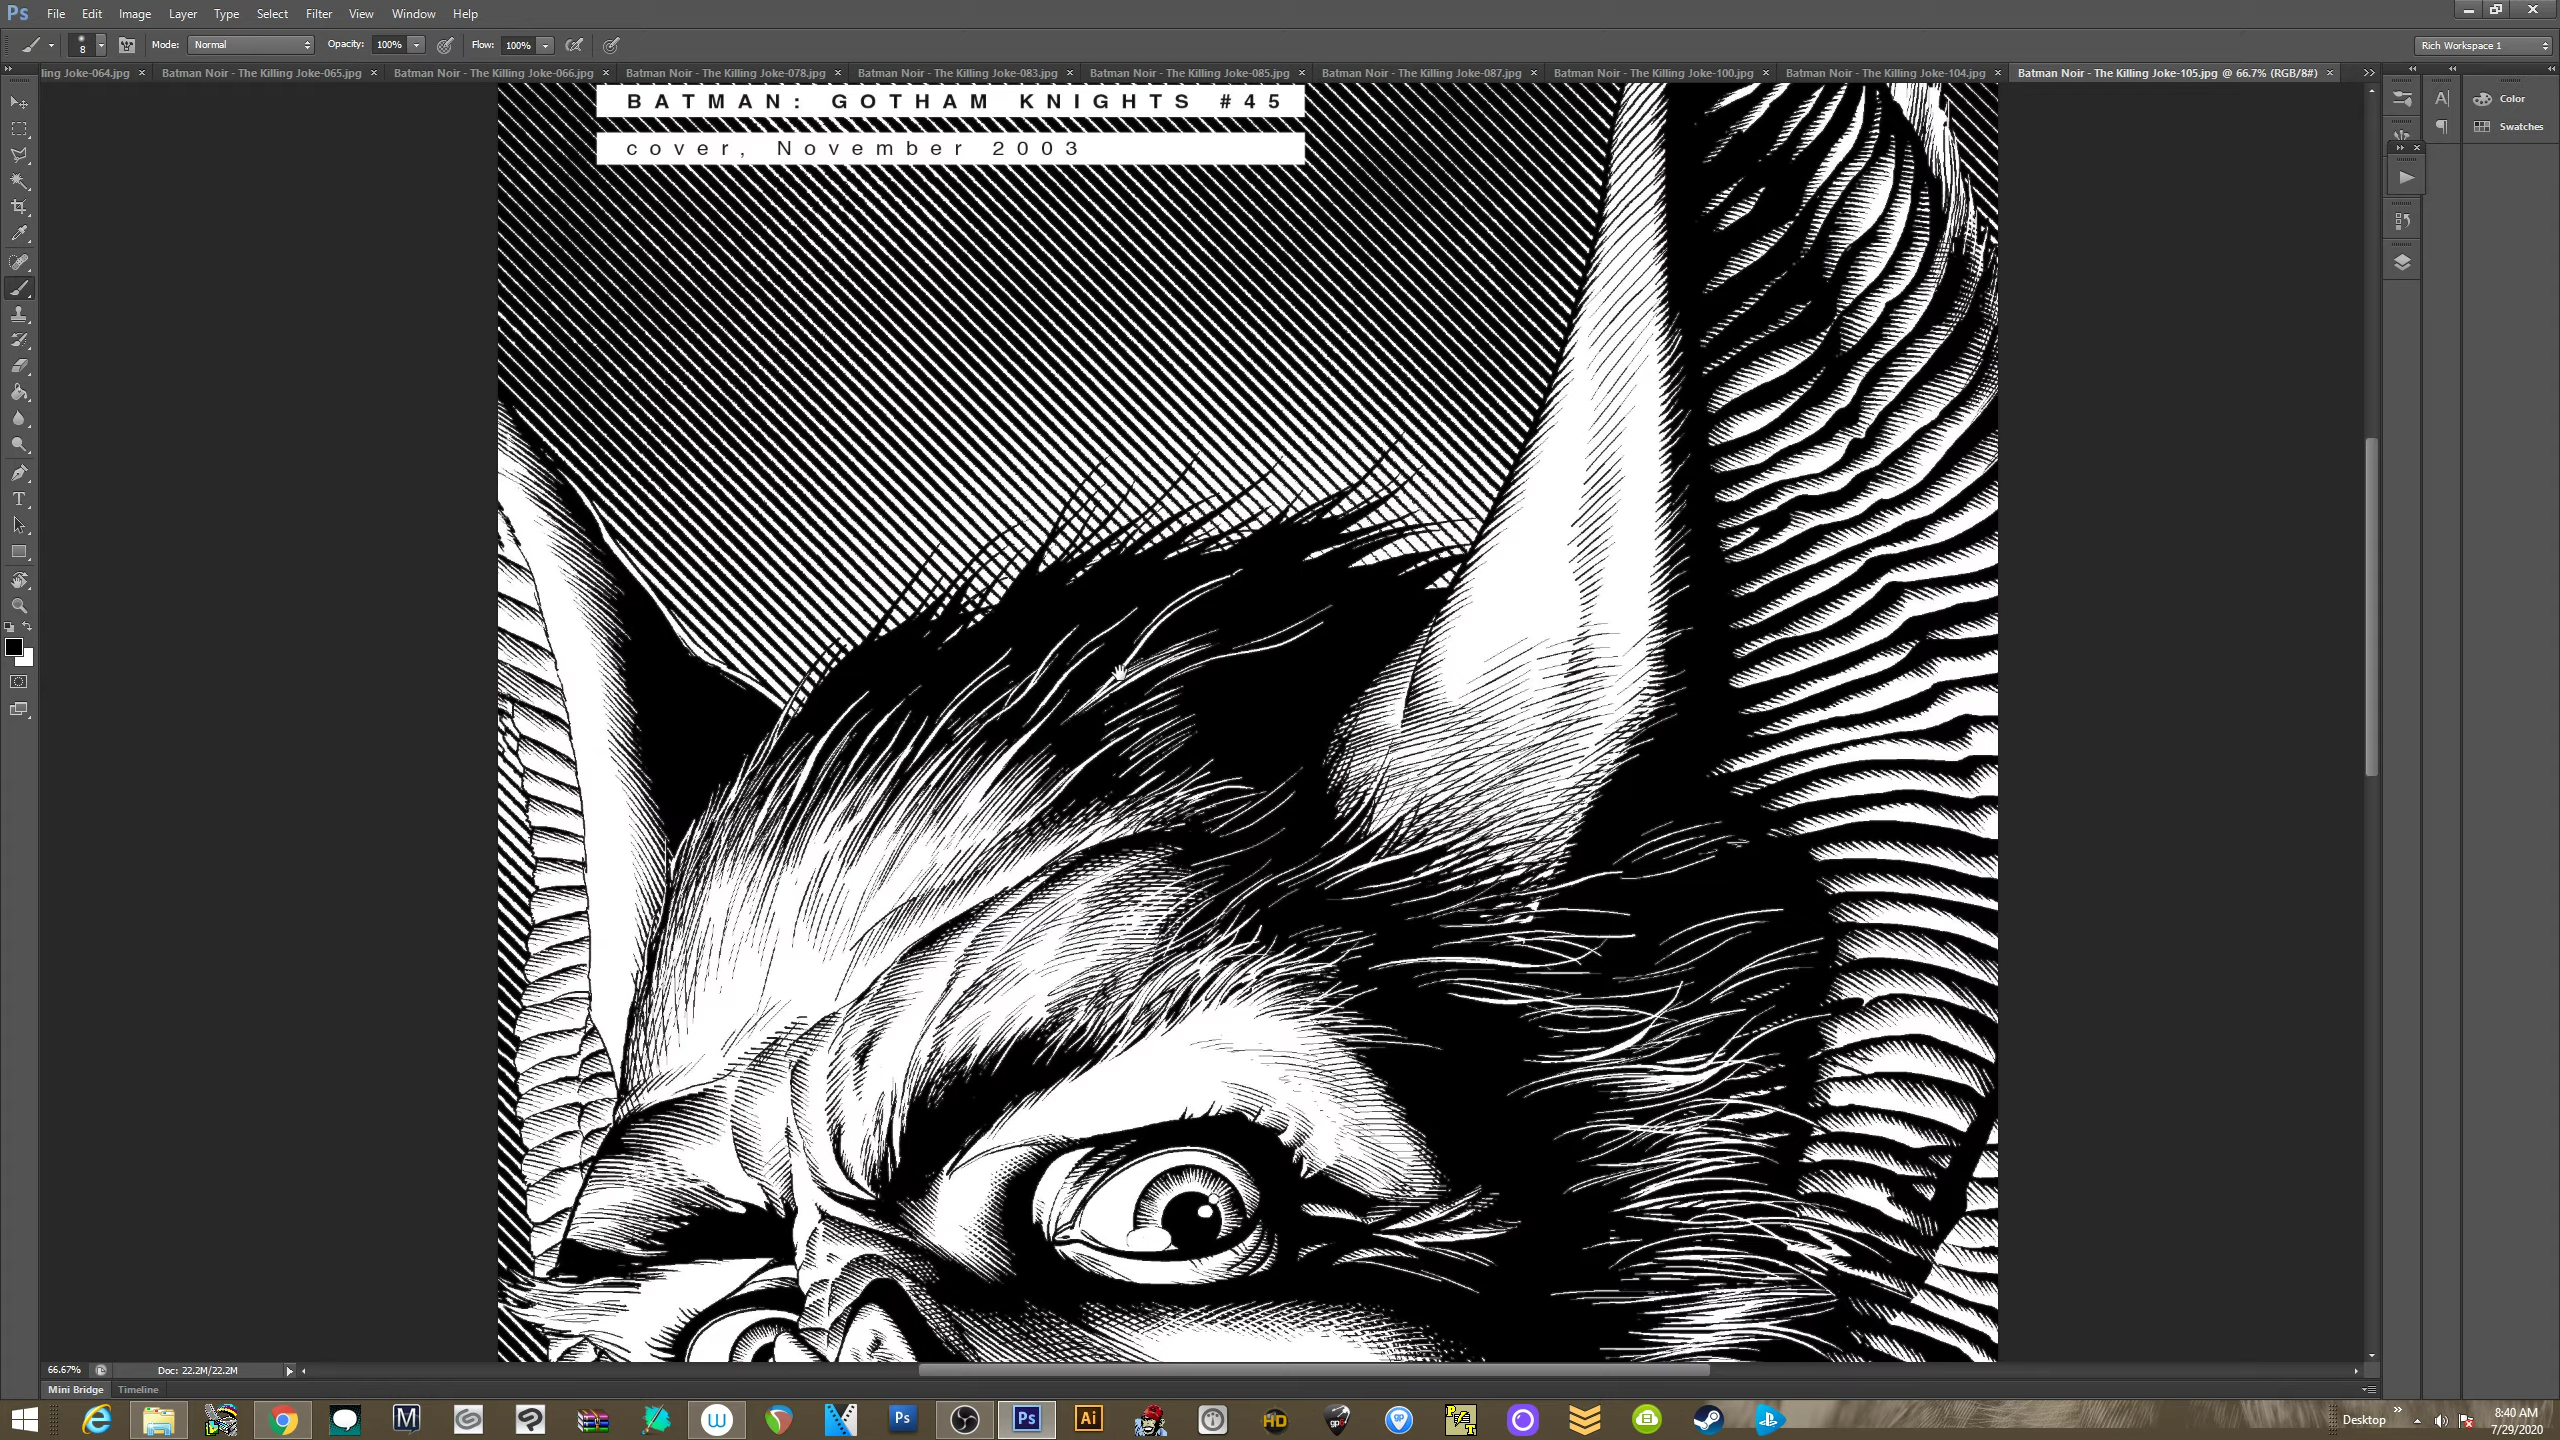 Ps File Edit Image Layer Type Select Filter View Window Help
8 Mode: Normal Opacity: 100% Flow: 100% Rich Workspace 1
ling Joke-064.jpg Batman Noir - The Killing Joke-065.jpg Batman Noir - The Killing Joke-066.jpg Batman Noir - The Killing Joke-078.jpg Batman Noir - The Killing Joke-083.jpg Batman Noir - The Killing Joke-085.jpg Batman Noir - The Killing Joke-087.jpg Batman Noir - The Killing Joke-100.jpg Batman Noir - The Killing Joke-104.jpg Batman Noir - The Killing Joke-105.jpg @ 66.7% (RGB/8#)
BATMAN: GOTHAM KNIGHTS #45
cover, November 2003
Color
Swatches
66.67% Doc: 22.2M/22.2M
Mini Bridge Timeline
Desktop 8:40 AM
7/29/2020